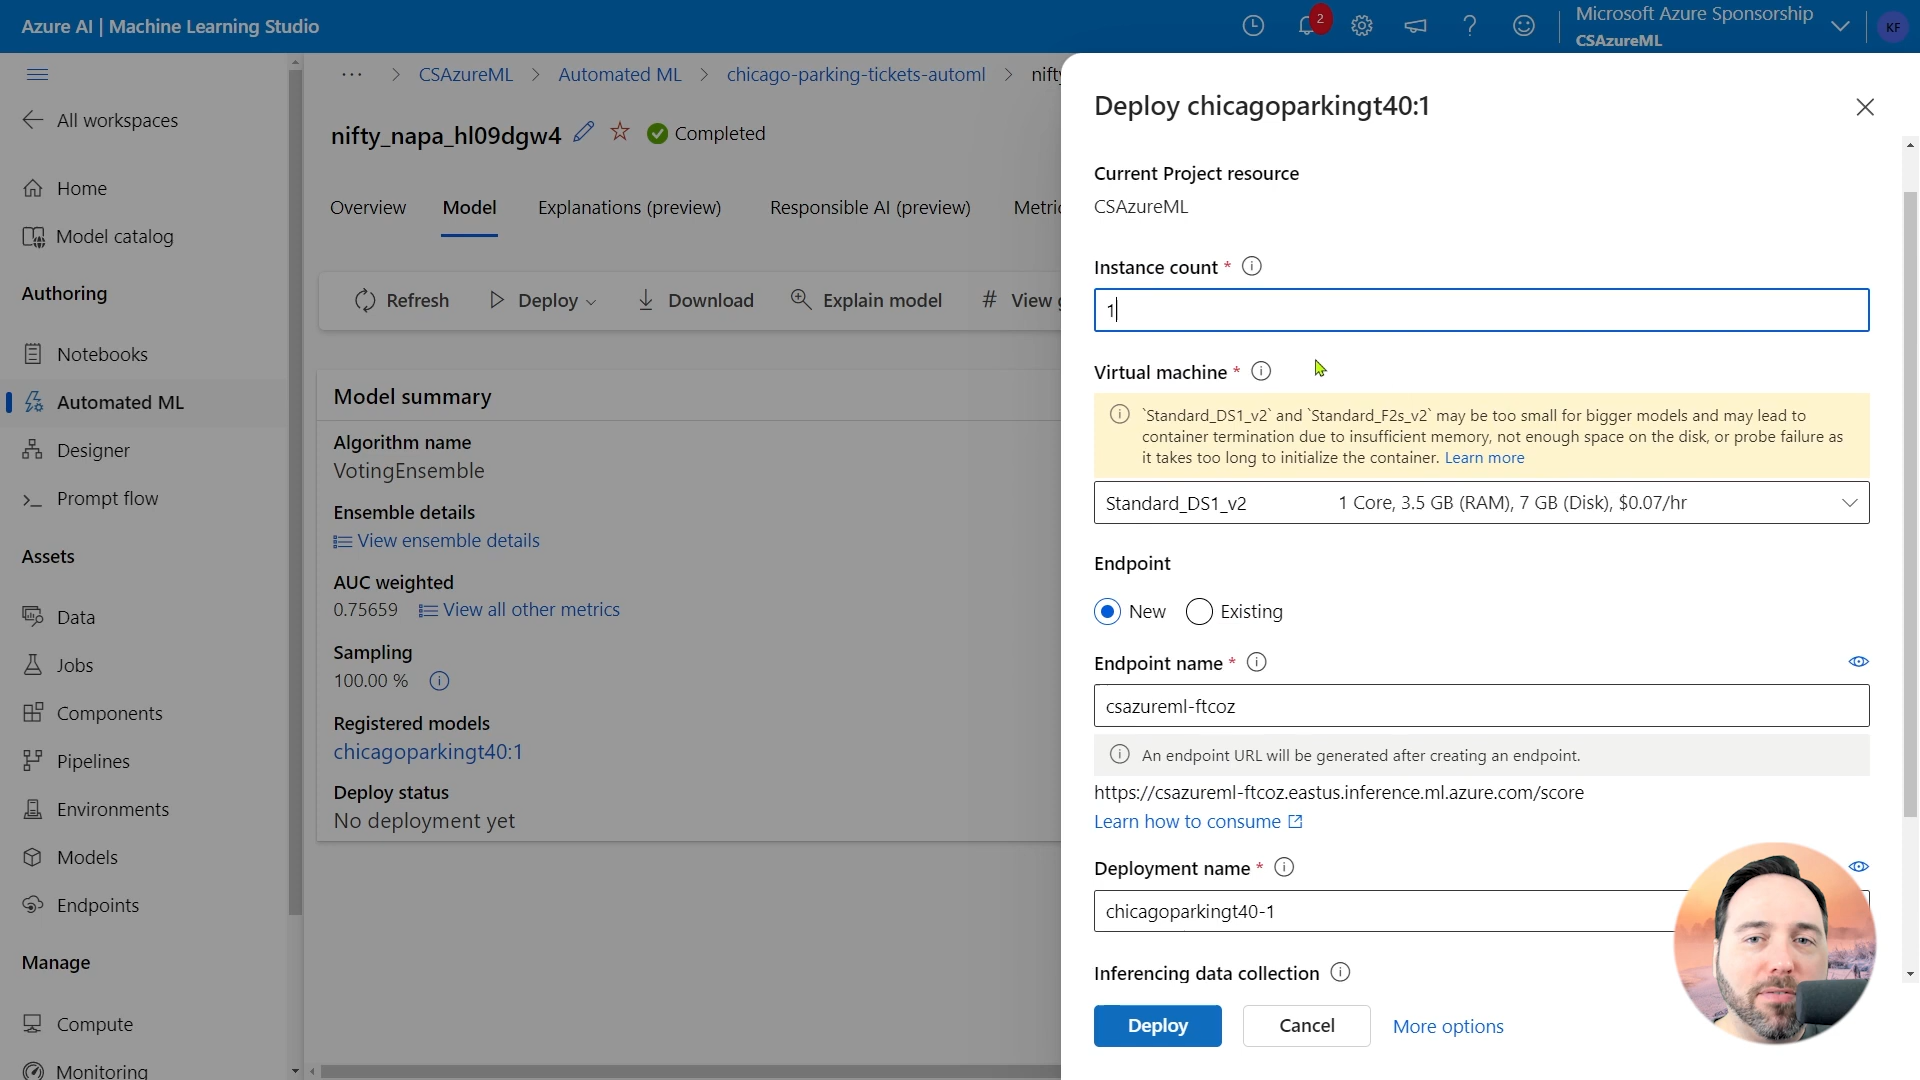 Azure AI | Machine Learning Studio
2
Microsoft Azure Sponsorship
CSAzureML
KF
All workspaces
Home
Model catalog
Authoring
Notebooks
Automated ML
Designer
Prompt flow
Assets
Data
Jobs
Components
Pipelines
Environments
Models
Endpoints
Manage
Compute
Monitoring
... > CSAzureML > Automated ML > chicago-parking-tickets-automl > nifty
nifty_napa_hl09dgw4 Completed
Overview Model Explanations (preview) Responsible AI (preview) Metric
Refresh Deploy Download Explain model # View g
Model summary
Algorithm name
VotingEnsemble
Ensemble details
View ensemble details
AUC weighted
0.75659 View all other metrics
Sampling
100.00 %
Registered models
chicagoparkingt40:1
Deploy status
No deployment yet
Deploy chicagoparkingt40:1
Current Project resource
CSAzureML
Instance count *
1
Virtual machine *
`Standard_DS1_v2` and `Standard_F2s_v2` may be too small for bigger models and may lead to
container termination due to insufficient memory, not enough space on the disk, or probe failure as
it takes too long to initialize the container. Learn more
Standard_DS1_v2 1 Core, 3.5 GB (RAM), 7 GB (Disk), $0.07/hr
Endpoint
New Existing
Endpoint name *
csazureml-ftcoz
An endpoint URL will be generated after creating an endpoint.
https://csazureml-ftcoz.eastus.inference.ml.azure.com/score
Learn how to consume
Deployment name *
chicagoparkingt40-1
Inferencing data collection
Deploy Cancel More options